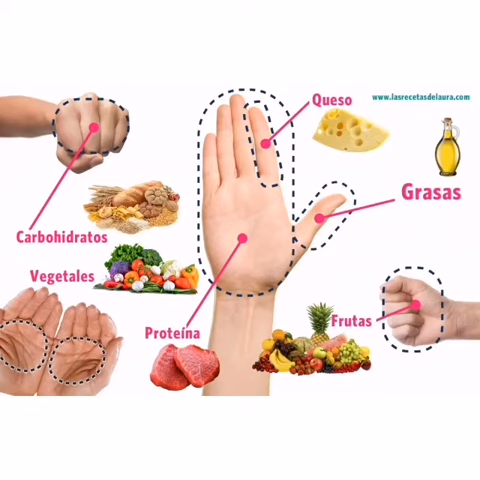 Queso
www.lasrecetasdelaura.com
Grasas
Carbohidratos
Vegetales
Proteína
Frutas